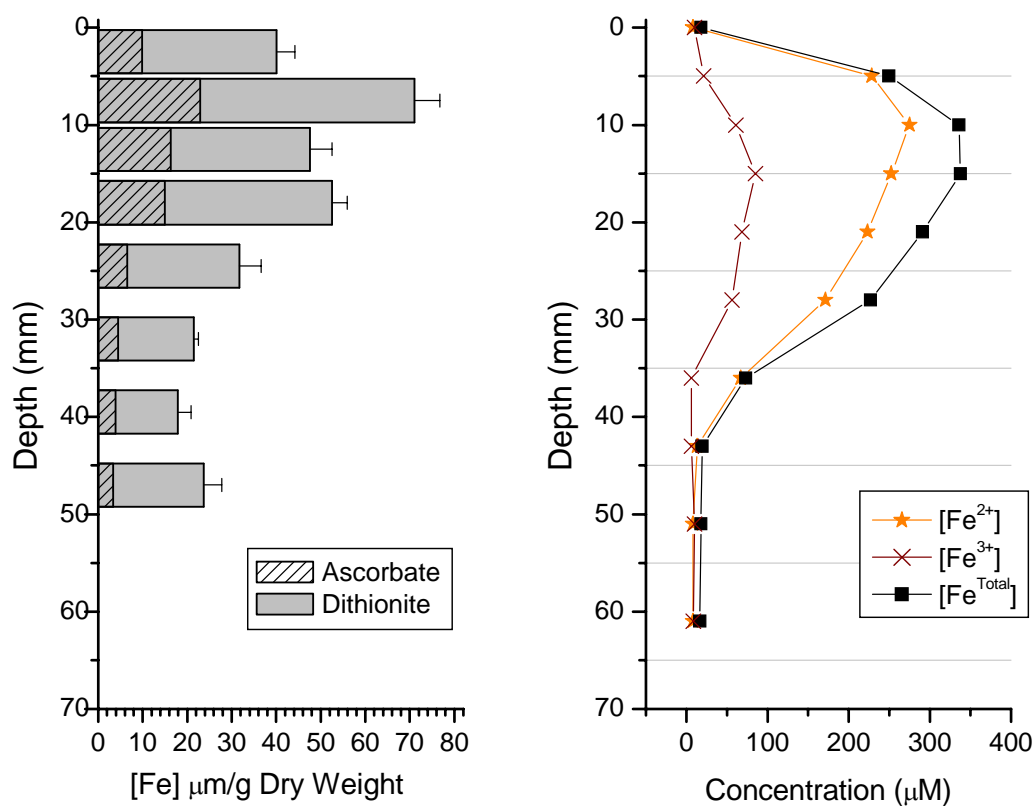 0
10
20
30
40
50
60
70
Depth (mm)
Ascorbate
Dithionite
0 10 20 30 40 50 60 70 80
[Fe] μm/g Dry Weight
0
10
20
30
40
50
60
70
Depth (mm)
[Fe²⁺]
[Fe³⁺]
[Feᵀᵒᵗᵃˡ]
0 100 200 300 400
Concentration (μM)